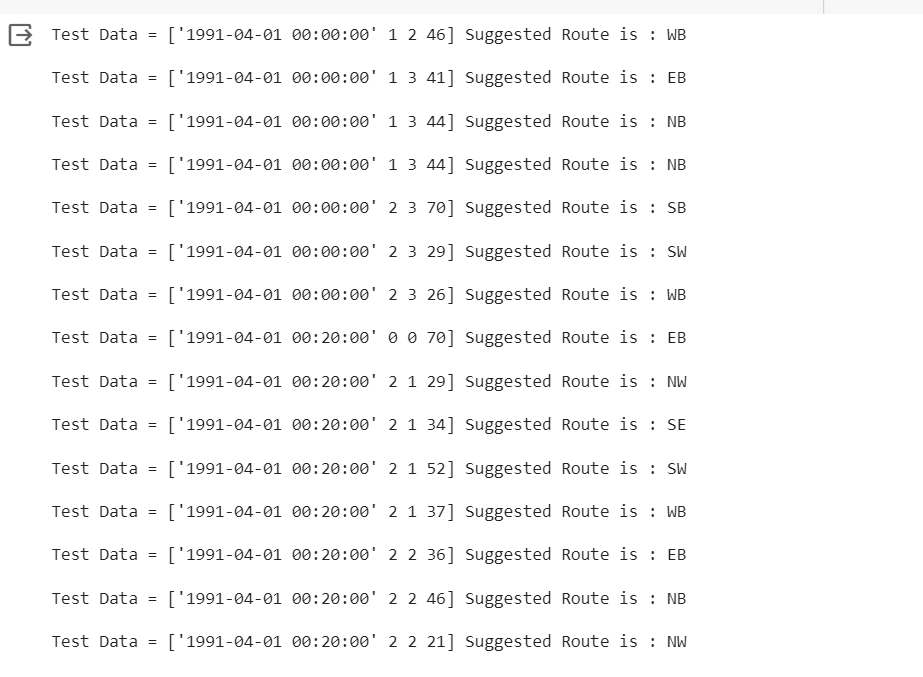 Test Data = ['1991-04-01 00:00:00' 1 2 46] Suggested Route is : WB
Test Data = ['1991-04-01 00:00:00' 1 3 41] Suggested Route is : EB
Test Data = ['1991-04-01 00:00:00' 1 3 44] Suggested Route is : NB
Test Data = ['1991-04-01 00:00:00' 1 3 44] Suggested Route is : NB
Test Data = ['1991-04-01 00:00:00' 2 3 70] Suggested Route is : SB
Test Data = ['1991-04-01 00:00:00' 2 3 29] Suggested Route is : SW
Test Data = ['1991-04-01 00:00:00' 2 3 26] Suggested Route is : WB
Test Data = ['1991-04-01 00:20:00' 0 0 70] Suggested Route is : EB
Test Data = ['1991-04-01 00:20:00' 2 1 29] Suggested Route is : NW
Test Data = ['1991-04-01 00:20:00' 2 1 34] Suggested Route is : SE
Test Data = ['1991-04-01 00:20:00' 2 1 52] Suggested Route is : SW
Test Data = ['1991-04-01 00:20:00' 2 1 37] Suggested Route is : WB
Test Data = ['1991-04-01 00:20:00' 2 2 36] Suggested Route is : EB
Test Data = ['1991-04-01 00:20:00' 2 2 46] Suggested Route is : NB
Test Data = ['1991-04-01 00:20:00' 2 2 21] Suggested Route is : NW